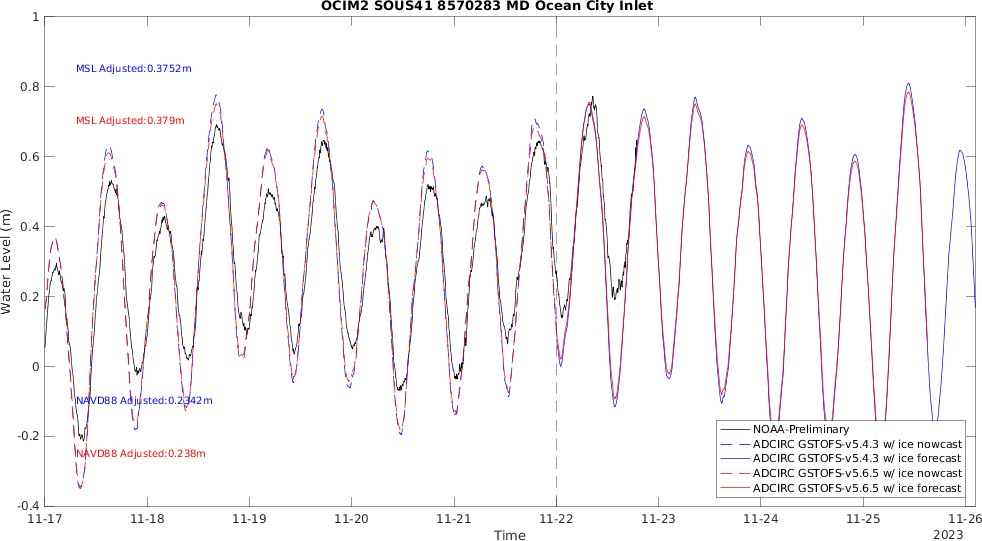 OCIM2 SOUS41 8570283 MD Ocean City Inlet
1
0.8
0.6
0.4
0.2
0
-0.2
-0.4
Water Level (m)
MSL Adjusted:0.3752m
MSL Adjusted:0.379m
NAVD88 Adjusted:0.2342m
NAVD88 Adjusted:0.238m
NOAA-Preliminary
ADCIRC GSTOFS-v5.4.3 w/ ice nowcast
ADCIRC GSTOFS-v5.4.3 w/ ice forecast
ADCIRC GSTOFS-v5.6.5 w/ ice nowcast
ADCIRC GSTOFS-v5.6.5 w/ ice forecast
11-17 11-18 11-19 11-20 11-21 11-22 11-23 11-24 11-25 11-26
Time
2023